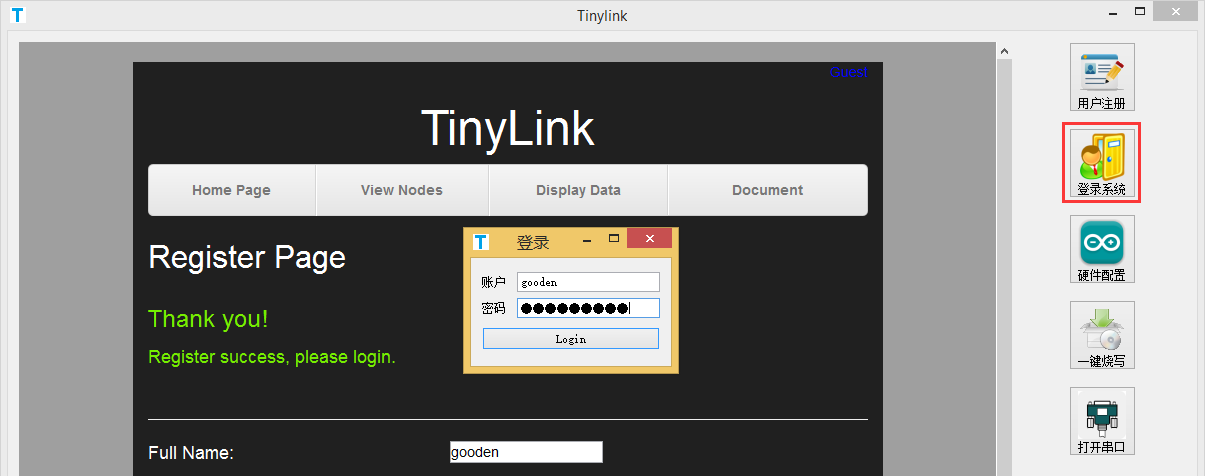 Tinylink
Guest
TinyLink
Home Page
View Nodes
Display Data
Document
Register Page
Thank you!
Register success, please login.
Full Name:
gooden
登录
账户
gooden
密码
●●●●●●●●●
Login
用户注册
登录系统
硬件配置
一键烧写
打开串口